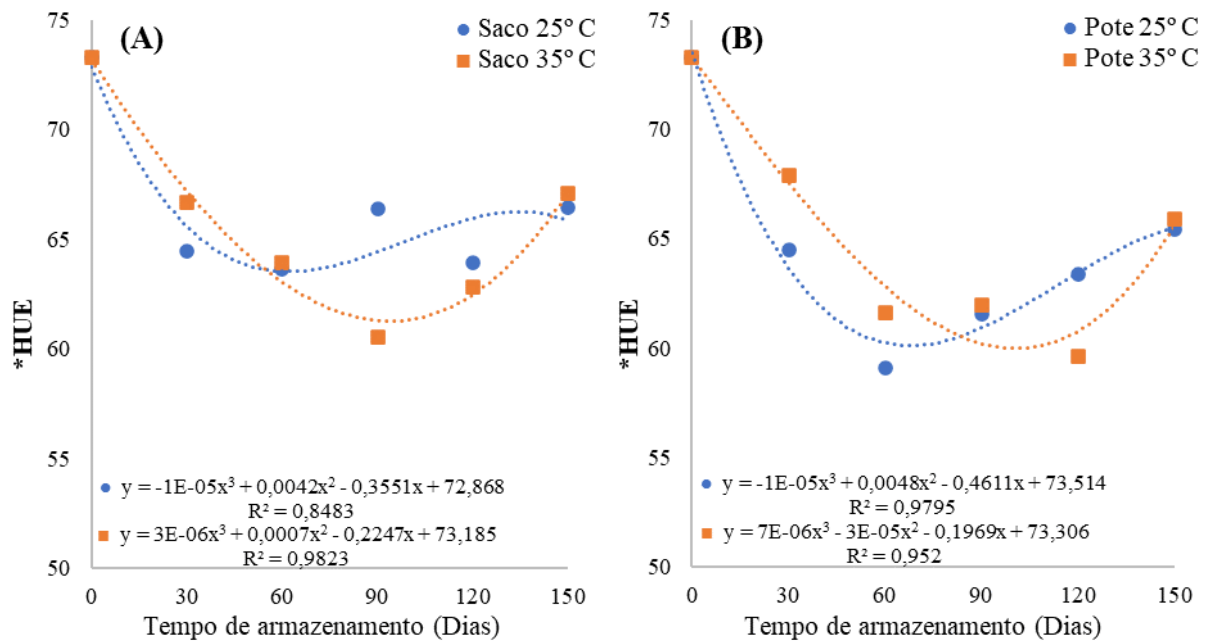 (A)
Saco 25° C
Saco 35° C
75
70
65
60
55
50
*HUE
y = -1E-05x³ + 0,0042x² - 0,3551x + 72,868
R² = 0,8483
y = 3E-06x³ + 0,0007x² - 0,2247x + 73,185
R² = 0,9823
0 30 60 90 120 150
Tempo de armazenamento (Dias)
(B)
Pote 25° C
Pote 35° C
75
70
65
60
55
50
*HUE
y = -1E-05x³ + 0,0048x² - 0,4611x + 73,514
R² = 0,9795
y = 7E-06x³ - 3E-05x² - 0,1969x + 73,306
R² = 0,952
0 30 60 90 120 150
Tempo de armazenamento (Dias)